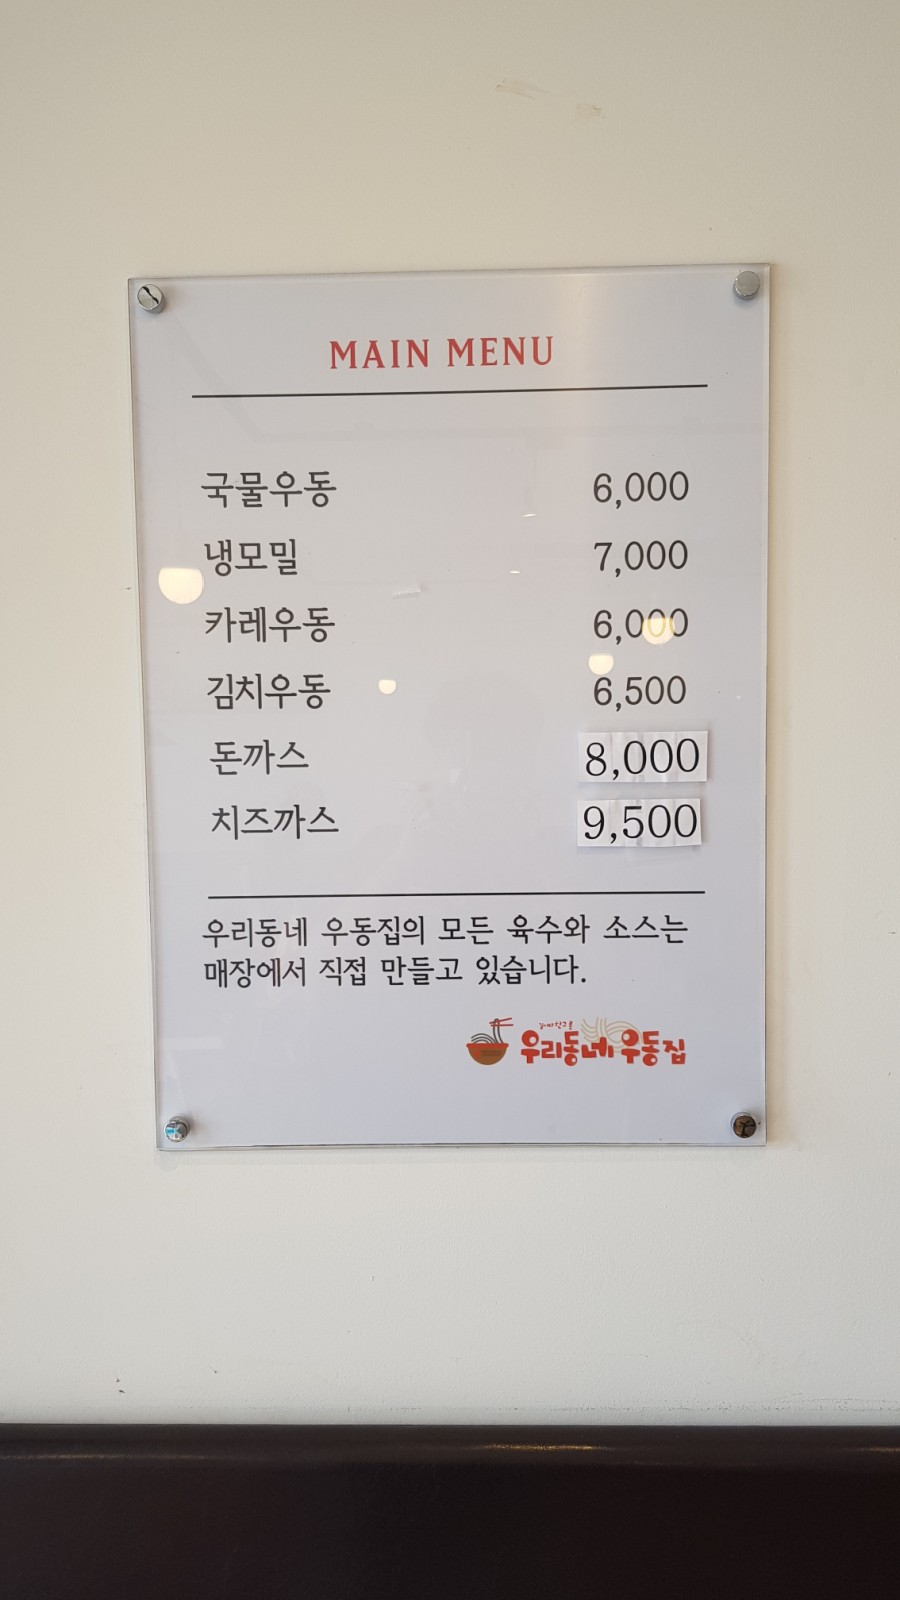 MAIN MENU
국물우동 6,000
냉모밀 7,000
카레우동 6,000
김치우동 6,500
돈까스 8,000
치즈까스 9,500
우리동네 우동집의 모든 육수와 소스는
매장에서 직접 만들고 있습니다.
우리동네 우동집